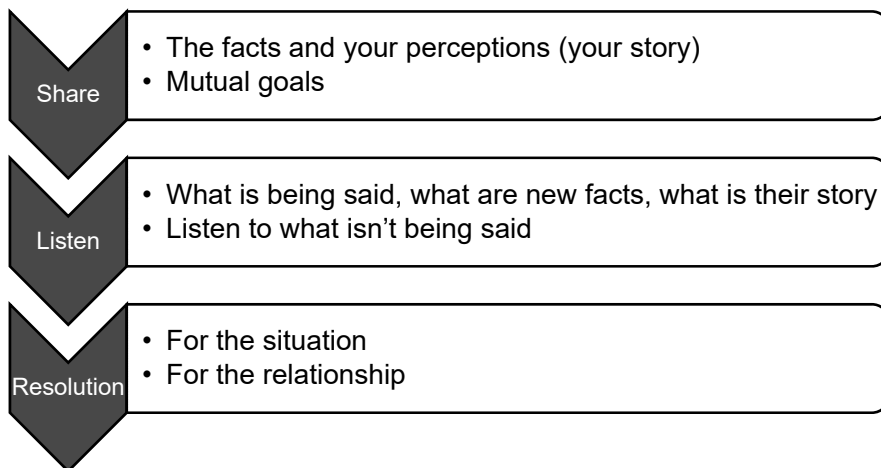 Share
• The facts and your perceptions (your story)
• Mutual goals
Listen
• What is being said, what are new facts, what is their story
• Listen to what isn’t being said
Resolution
• For the situation
• For the relationship